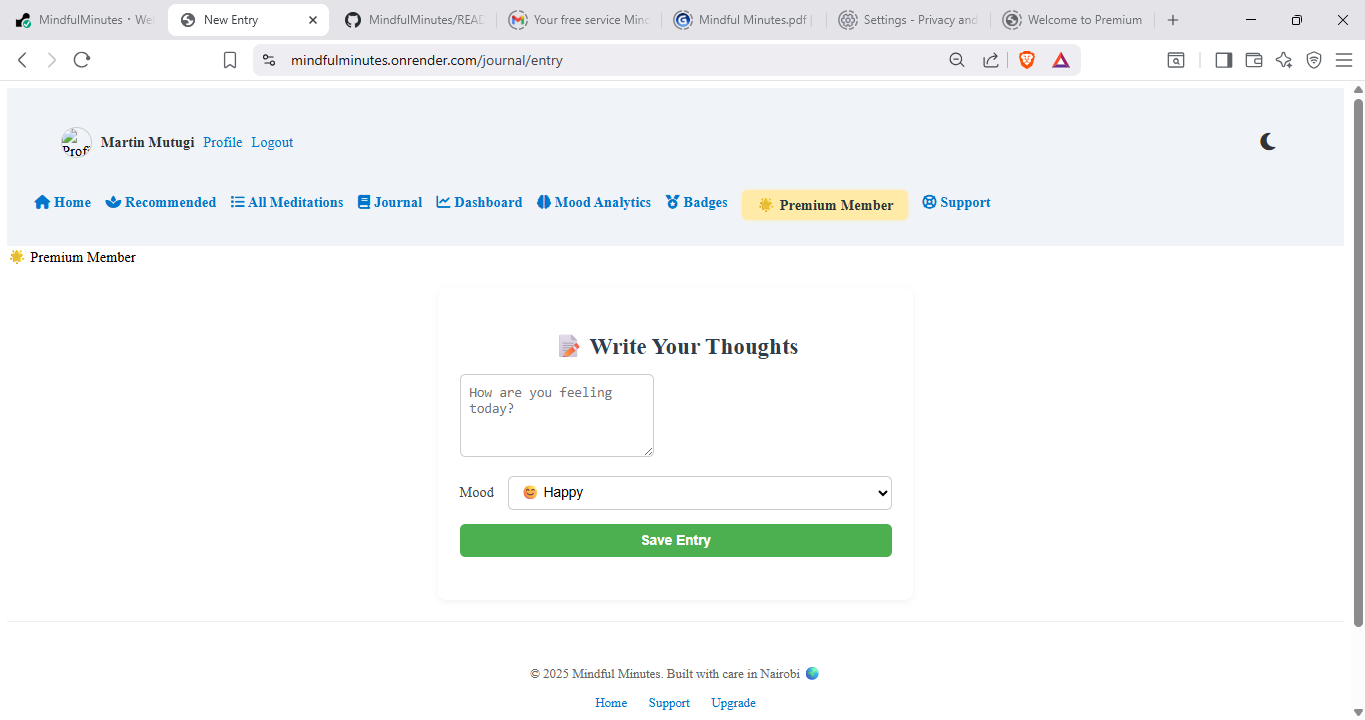 MindfulMinutes · We
New Entry
MindfulMinutes/READ
Your free service Minc
Mindful Minutes.pdf
Settings - Privacy and
Welcome to Premium
mindfulminutes.onrender.com/journal/entry
Prof
Martin Mutugi Profile Logout
Home Recommended All Meditations Journal Dashboard Mood Analytics Badges 🌟 Premium Member Support
🌟 Premium Member
📝 Write Your Thoughts
How are you feeling
today?
Mood 😊 Happy
Save Entry
© 2025 Mindful Minutes. Built with care in Nairobi 🌍
Home Support Upgrade